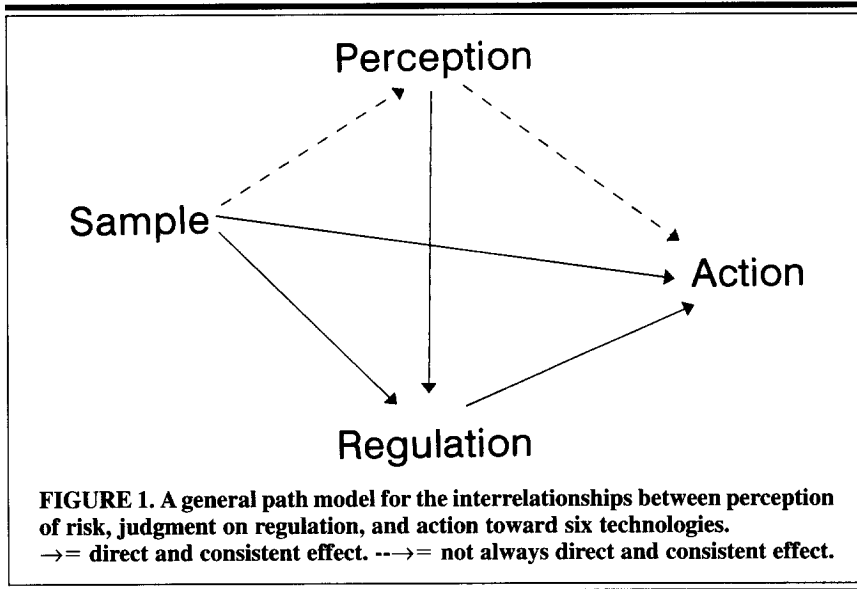 Perception
Sample
Action
Regulation
FIGURE 1. A general path model for the interrelationships between perception
of risk, judgment on regulation, and action toward six technologies.
→= direct and consistent effect. --→= not always direct and consistent effect.